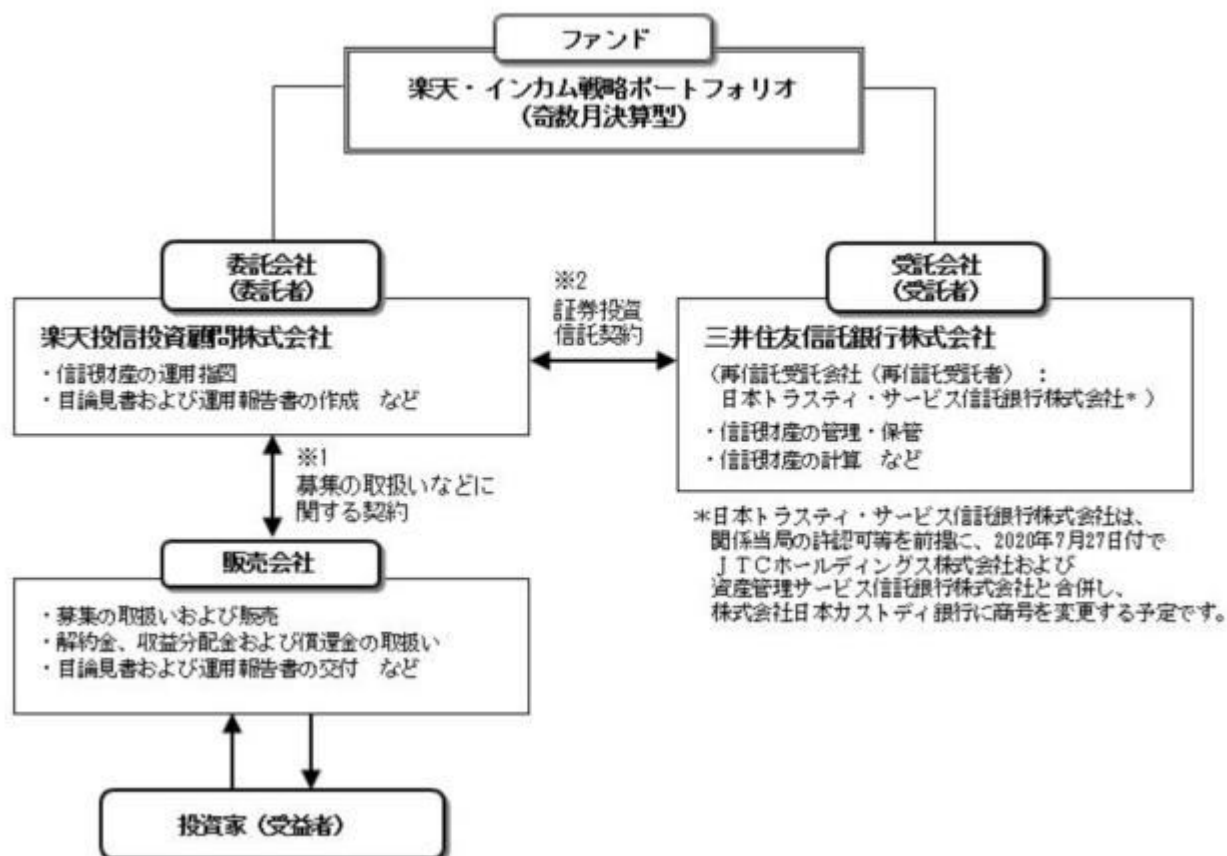 ファンド
楽天・インカム戦略ポートフォリオ
(奇数月決算型)
委託会社
(委託者)
楽天投信投資顧問株式会社
・信託財産の運用指図
・目論見書および運用報告書の作成　など
※2
証券投資
信託契約
受託会社
(受託者)
三井住友信託銀行株式会社
(再信託受託会社(再信託受託者)：
日本トラスティ・サービス信託銀行株式会社*)
・信託財産の管理・保管
・信託財産の計算　など
※1
募集の取扱いなどに
関する契約
*日本トラスティ・サービス信託銀行株式会社は、
関係当局の許認可等を前提に、2020年7月27日付で
JTCホールディングス株式会社および
資産管理サービス信託銀行株式会社と合併し、
株式会社日本カストディ銀行に商号を変更する予定です。
販売会社
・募集の取扱いおよび販売
・解約金、収益分配金および償還金の取扱い
・目論見書および運用報告書の交付　など
投資家(受益者)